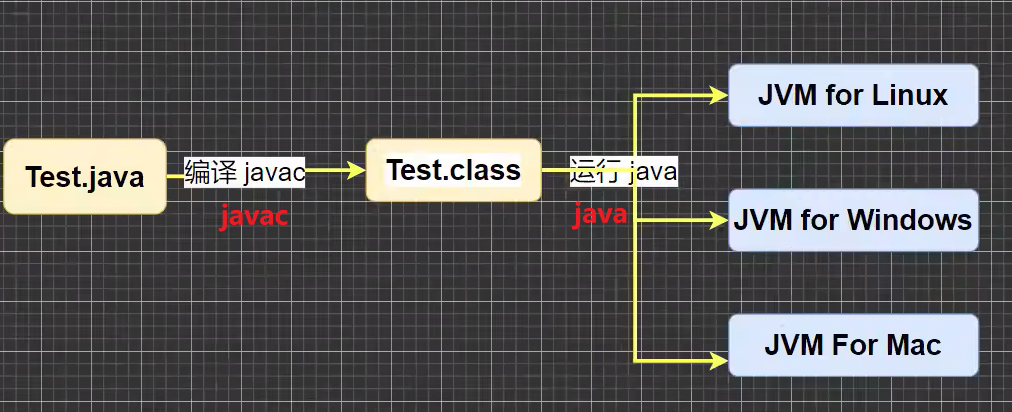 JVM for Linux
Test.java
编译 javac
Test.class
运行 java
javac
java
JVM for Windows
JVM For Mac